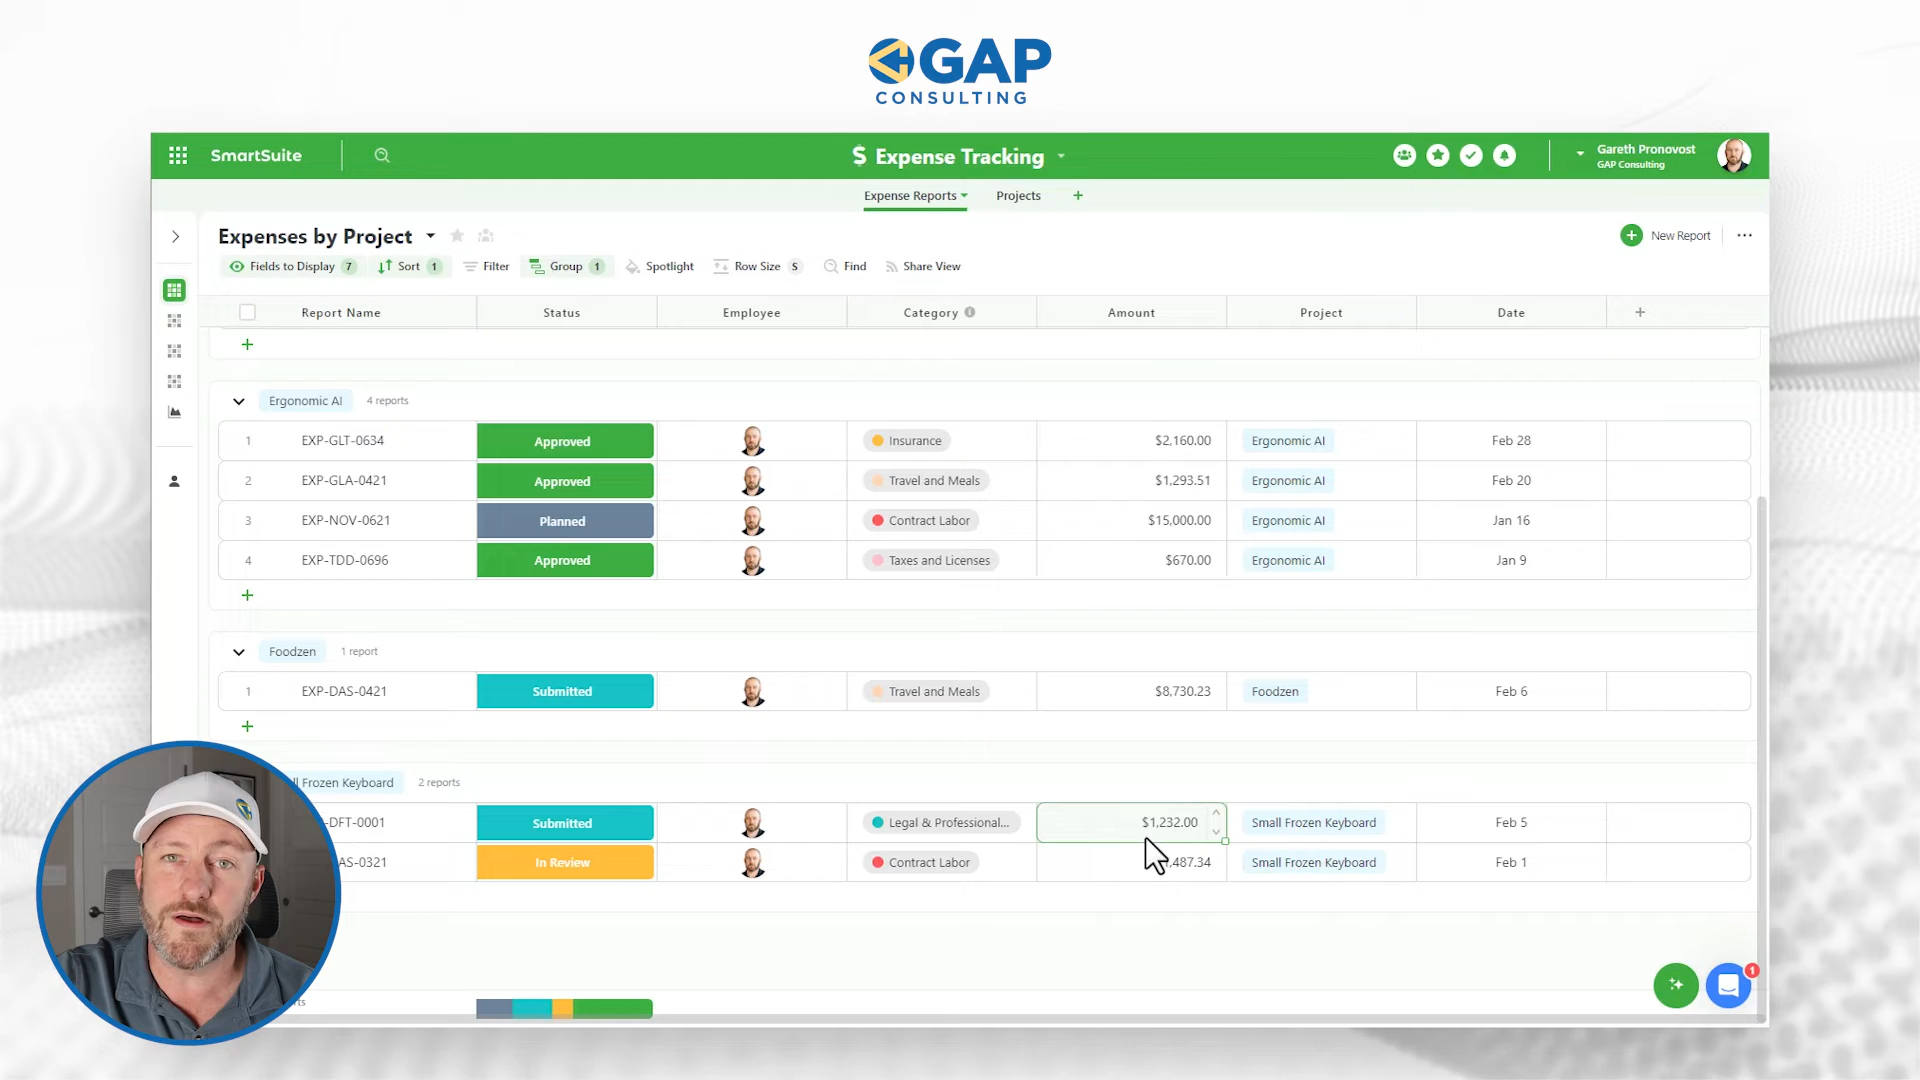 GAP
CONSULTING
SmartSuite
$ Expense Tracking
Gareth Pronovost
GAP Consulting
Expense Reports
Projects
+
Expenses by Project
New Report
Fields to Display 7
Sort 1
Filter
Group 1
Spotlight
Row Size S
Find
Share View
Report Name Status Employee Category Amount Project Date +
+
Ergonomic AI 4 reports
1 EXP-GLT-0634 Approved Insurance $2,160.00 Ergonomic AI Feb 28
2 EXP-GLA-0421 Approved Travel and Meals $1,293.51 Ergonomic AI Feb 20
3 EXP-NOV-0621 Planned Contract Labor $15,000.00 Ergonomic AI Jan 16
4 EXP-TDD-0696 Approved Taxes and Licenses $670.00 Ergonomic AI Jan 9
+
Foodzen 1 report
1 EXP-DAS-0421 Submitted Travel and Meals $8,730.23 Foodzen Feb 6
+
Frozen Keyboard 2 reports
-DFT-0001 Submitted Legal & Professional... $1,232.00 Small Frozen Keyboard Feb 5
AS-0321 In Review Contract Labor ,487.34 Small Frozen Keyboard Feb 1
1